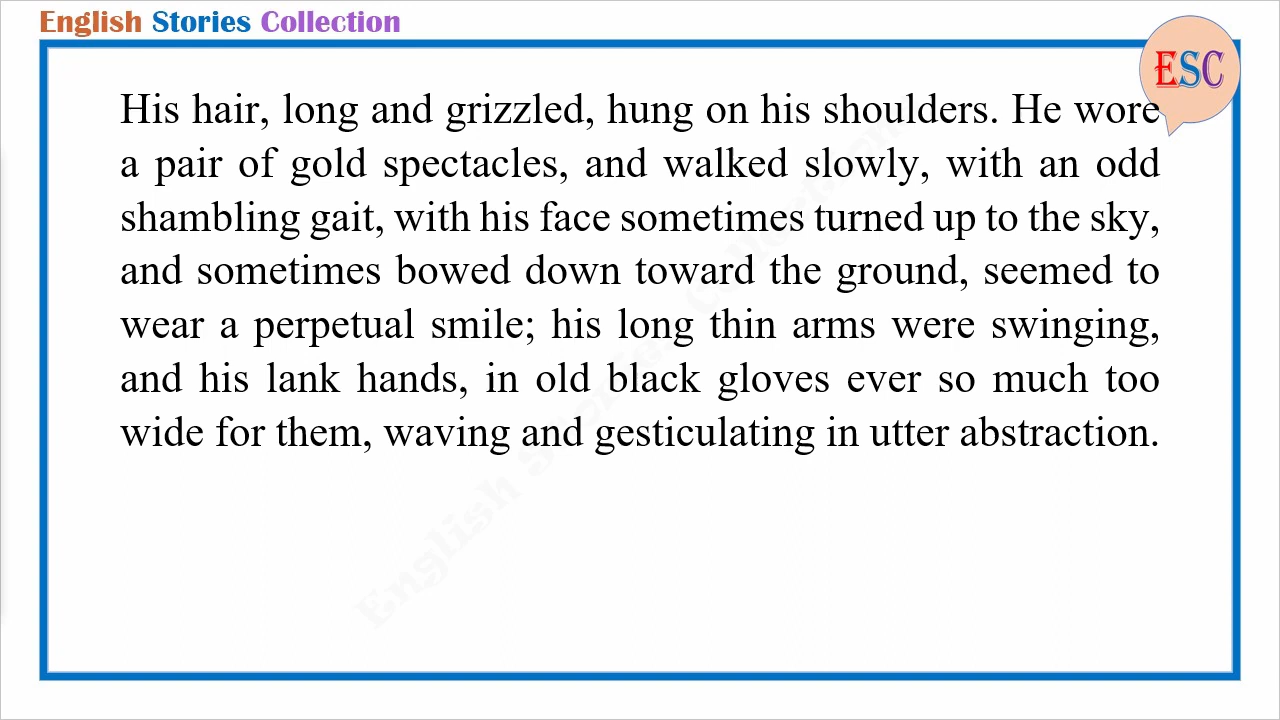 English Stories Collection
ESC
His hair, long and grizzled, hung on his shoulders. He wore
a pair of gold spectacles, and walked slowly, with an odd
shambling gait, with his face sometimes turned up to the sky,
and sometimes bowed down toward the ground, seemed to
wear a perpetual smile; his long thin arms were swinging,
and his lank hands, in old black gloves ever so much too
wide for them, waving and gesticulating in utter abstraction.
English Stories Collection